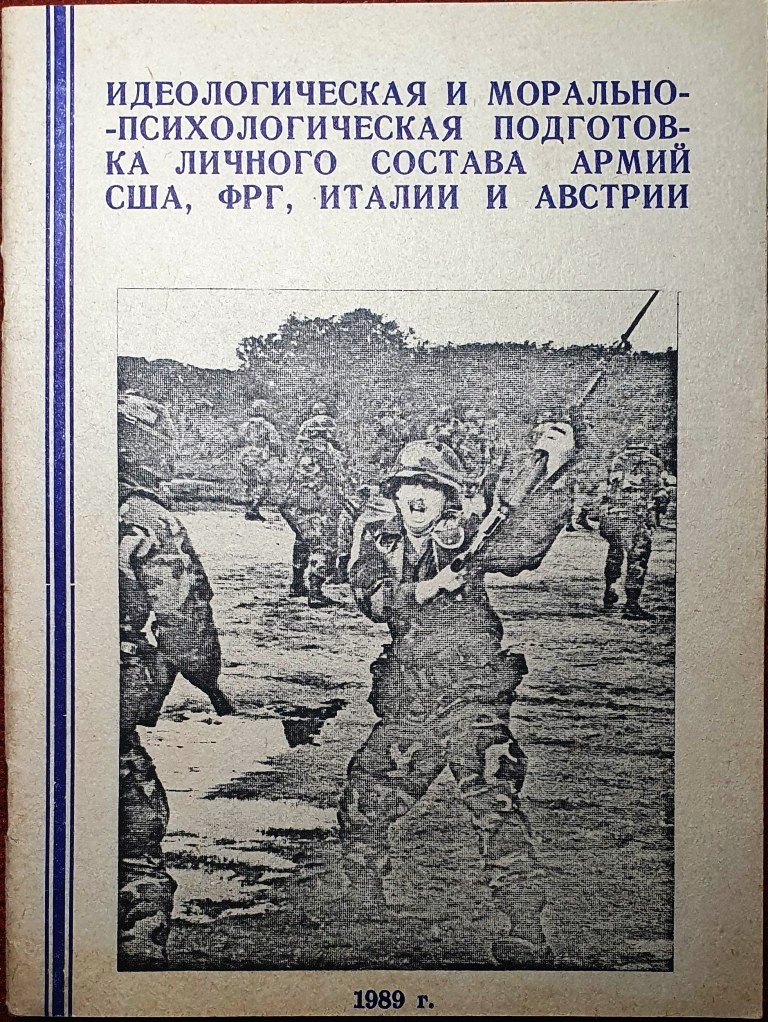 ИДЕОЛОГИЧЕСКАЯ И МОРАЛЬНО-
-ПСИХОЛОГИЧЕСКАЯ ПОДГОТОВ-
КА ЛИЧНОГО СОСТАВА АРМИЙ
США, ФРГ, ИТАЛИИ И АВСТРИИ
1989 г.